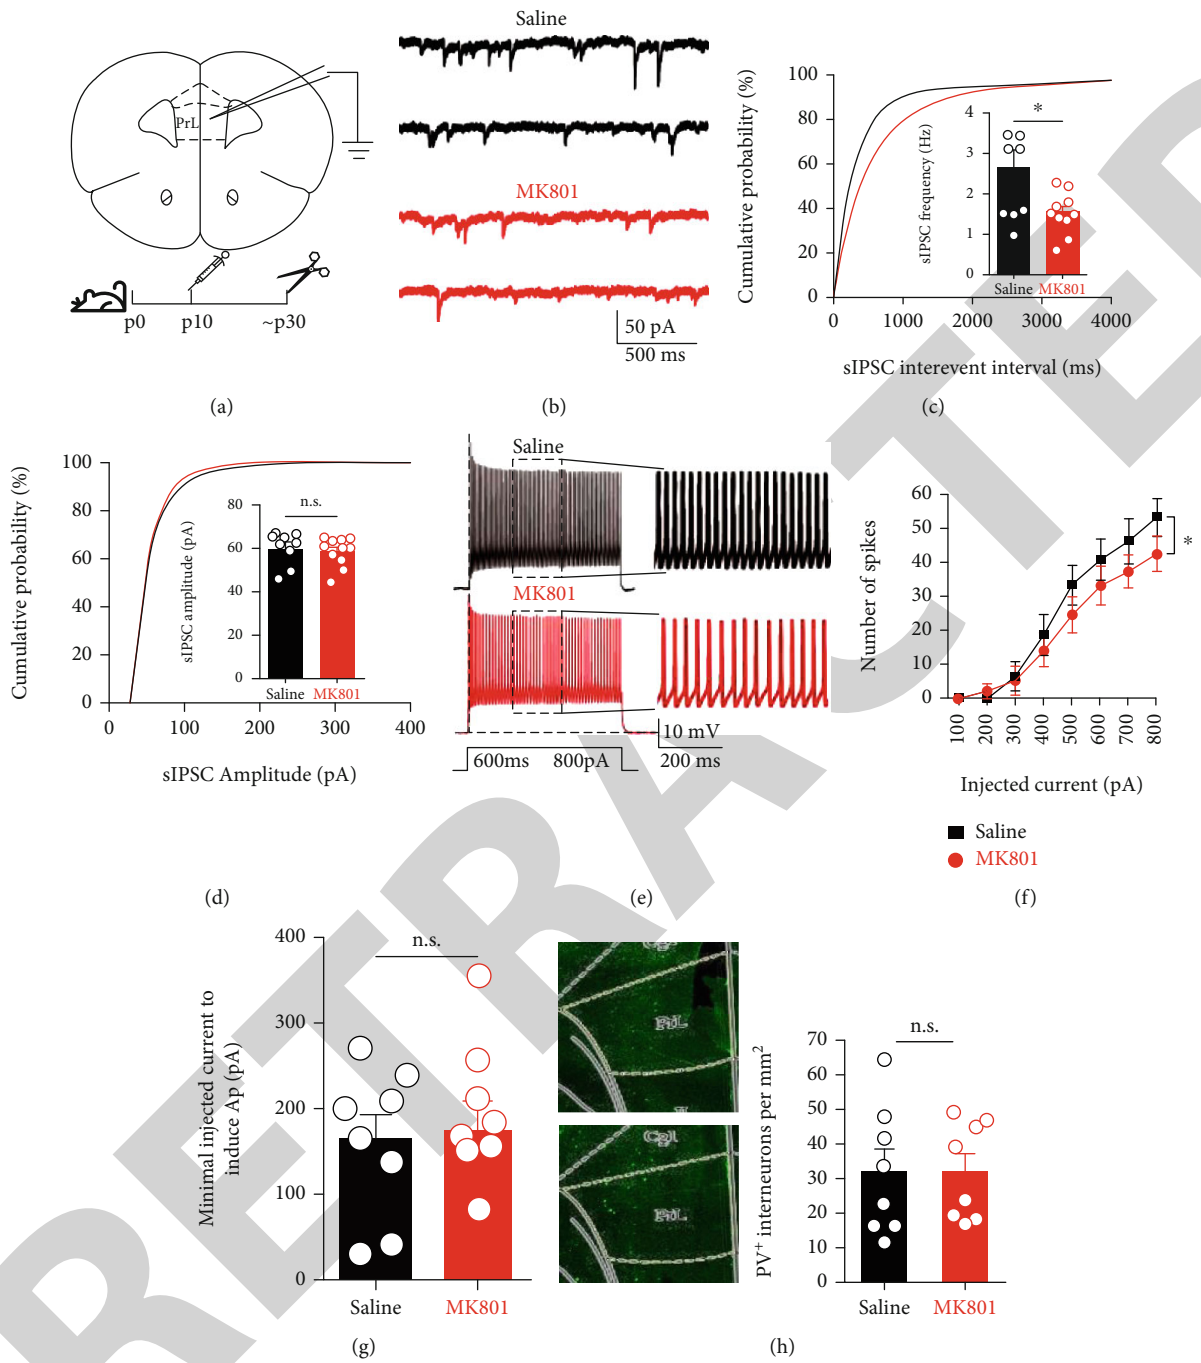 PrL
p0
p10
~p30
(a)
Saline
MK801
50 pA
500 ms
(b)
Cumulative probability (%)
100
80
60
40
20
0
0
1000
2000
3000
4000
sIPSC interevent interval (ms)
sIPSC frequency (Hz)
4
3
2
1
0
*
Saline
MK801
(c)
Cumulative probability (%)
100
80
60
40
20
0
0
100
200
300
400
sIPSC Amplitude (pA)
sIPSC amplitude (pA)
80
60
40
20
0
n.s.
Saline
MK801
(d)
Saline
MK801
10 mV
200 ms
600ms
800pA
(e)
Number of spikes
60
50
40
30
20
10
0
100
200
300
400
500
600
700
800
*
Injected current (pA)
Saline
MK801
(f)
Minimal injected current to
induce Ap (pA)
400
300
200
100
0
n.s.
Saline
MK801
(g)
Cg1
PrL
Cg1
PrL
PV+ interneurons per mm2
70
60
50
40
30
20
10
0
n.s.
Saline
MK801
(h)
RETRACTED